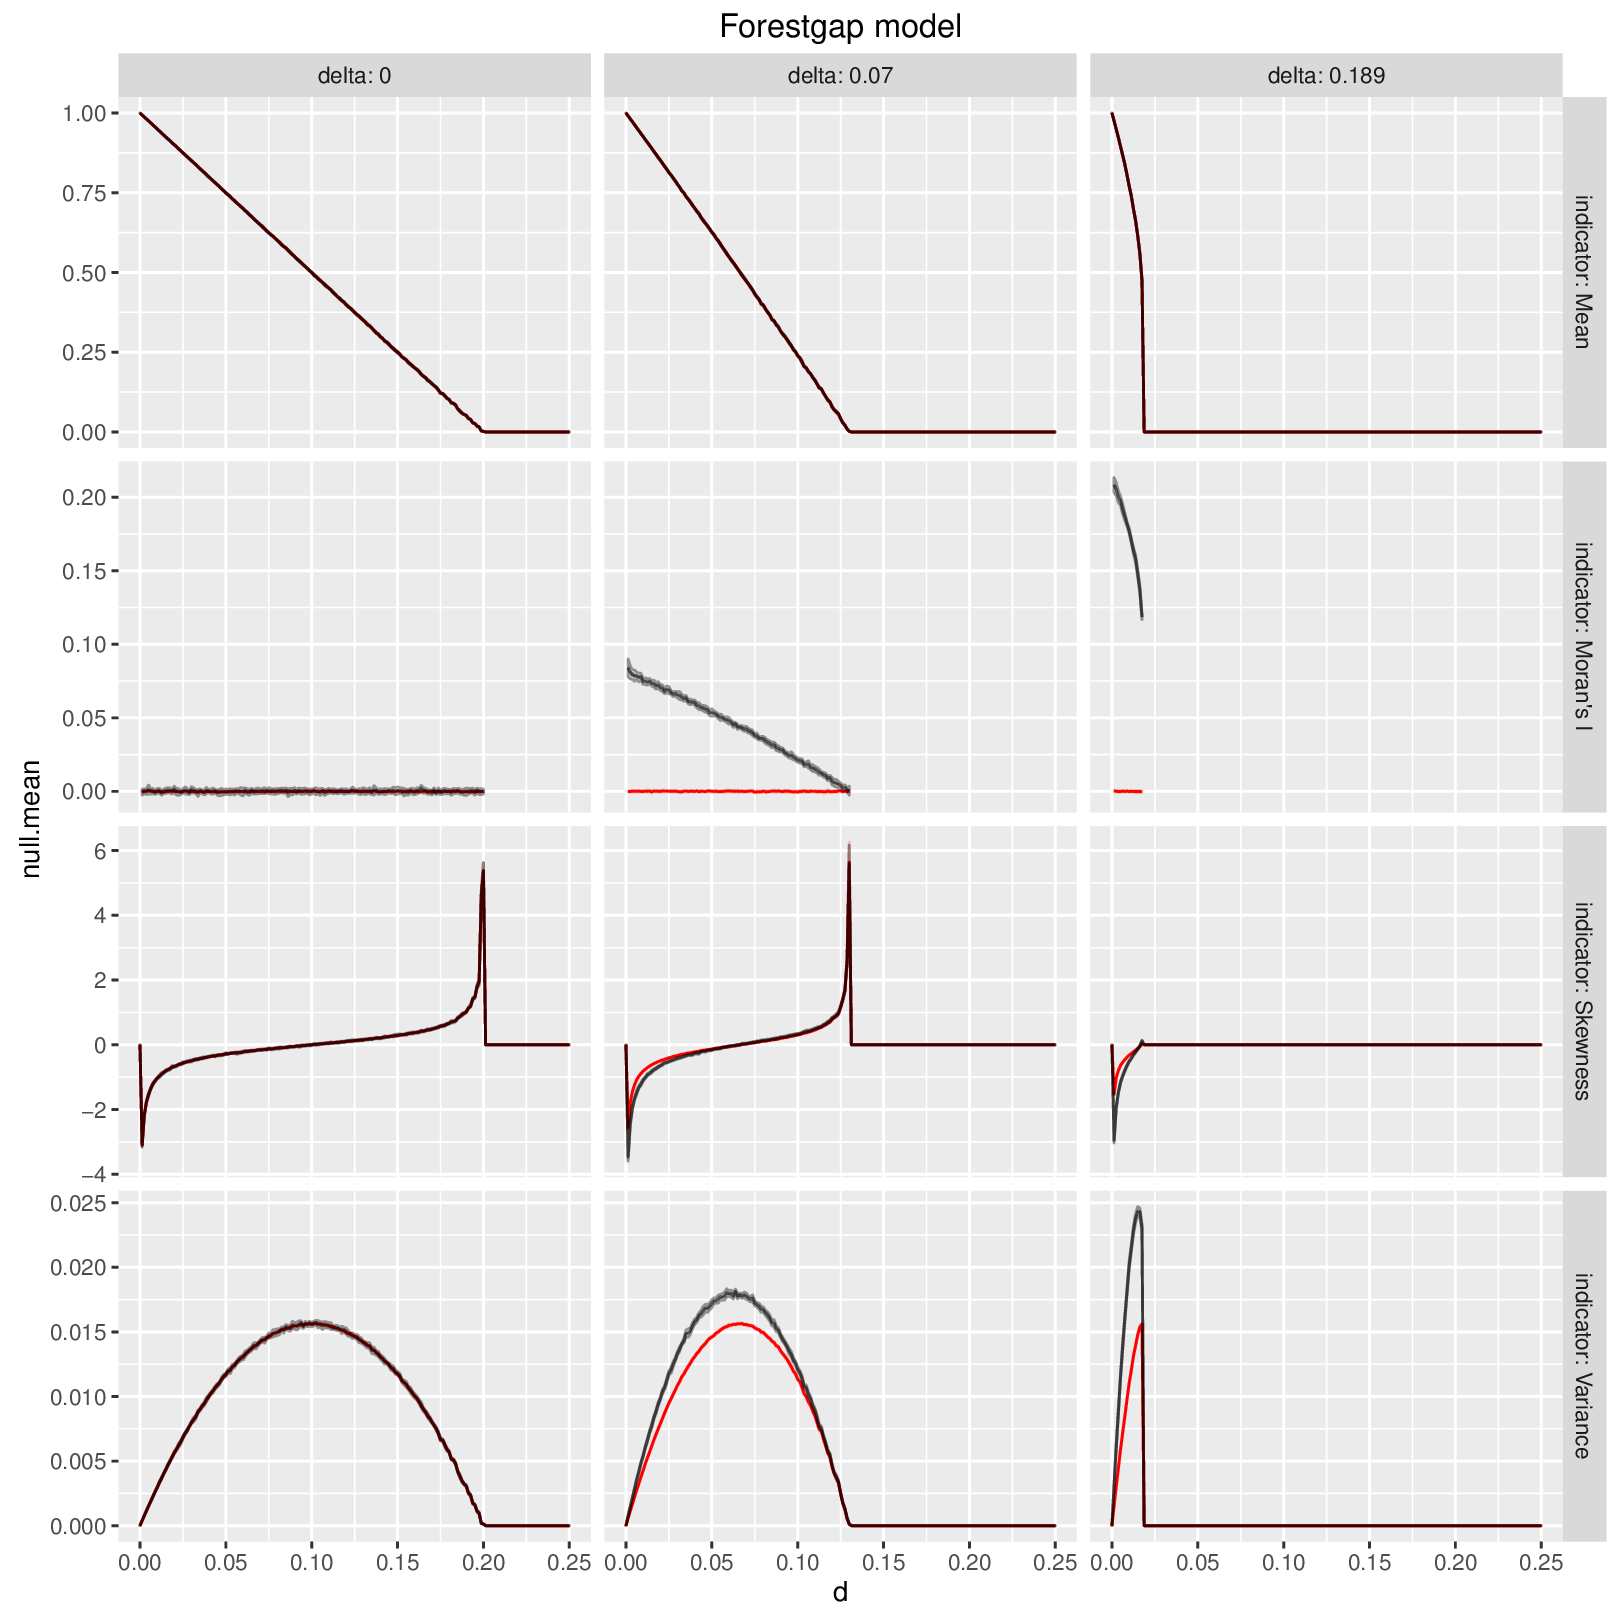 Forestgap model
delta: 0
delta: 0.07
delta: 0.189
1.00
0.75
0.50
0.25
0.00
indicator: Mean
0.20
0.15
0.10
0.05
0.00
indicator: Moran's I
null.mean
6
4
2
0
−2
−4
indicator: Skewness
0.025
0.020
0.015
0.010
0.005
0.000
indicator: Variance
0.00 0.05 0.10 0.15 0.20 0.25
0.00 0.05 0.10 0.15 0.20 0.25
0.00 0.05 0.10 0.15 0.20 0.25
d